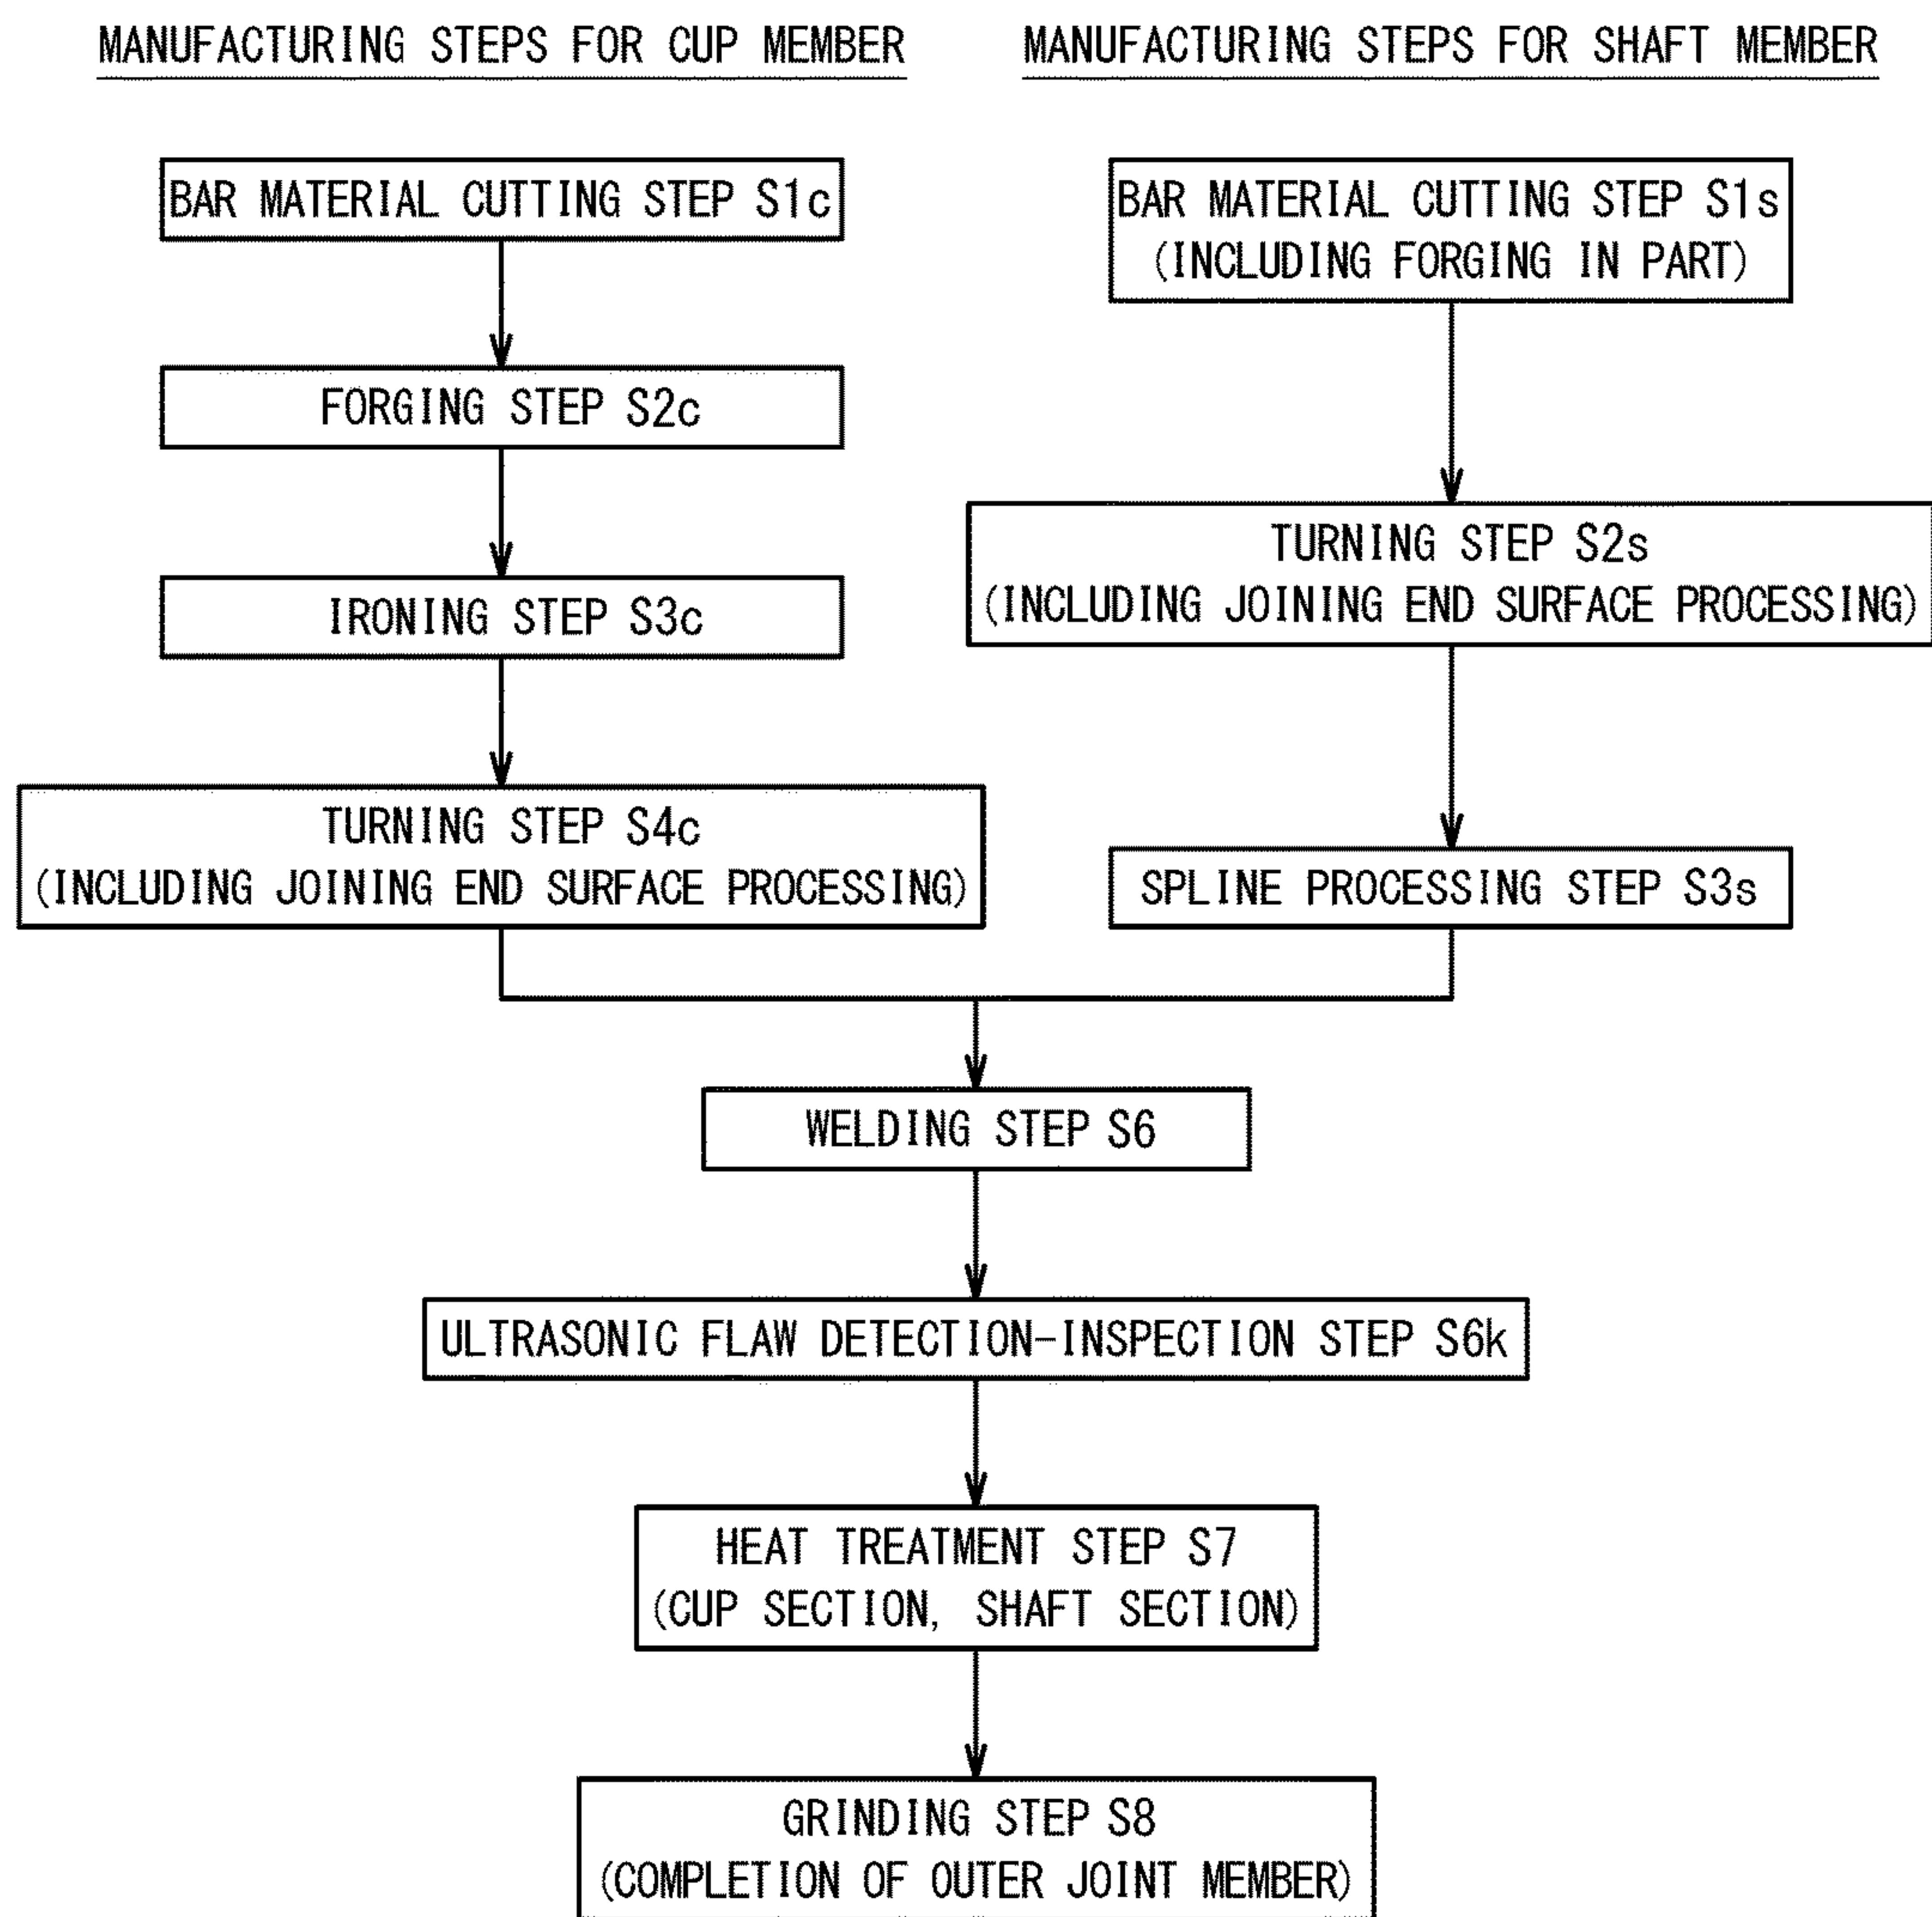 MANUFACTURING STEPS FOR CUP MEMBER
BAR MATERIAL CUTTING STEP S1c
FORGING STEP S2c
IRONING STEP S3c
TURNING STEP S4c
(INCLUDING JOINING END SURFACE PROCESSING)
MANUFACTURING STEPS FOR SHAFT MEMBER
BAR MATERIAL CUTTING STEP S1s
(INCLUDING FORGING IN PART)
TURNING STEP S2s
(INCLUDING JOINING END SURFACE PROCESSING)
SPLINE PROCESSING STEP S3s
WELDING STEP S6
ULTRASONIC FLAW DETECTION-INSPECTION STEP S6k
HEAT TREATMENT STEP S7
(CUP SECTION, SHAFT SECTION)
GRINDING STEP S8
(COMPLETION OF OUTER JOINT MEMBER)